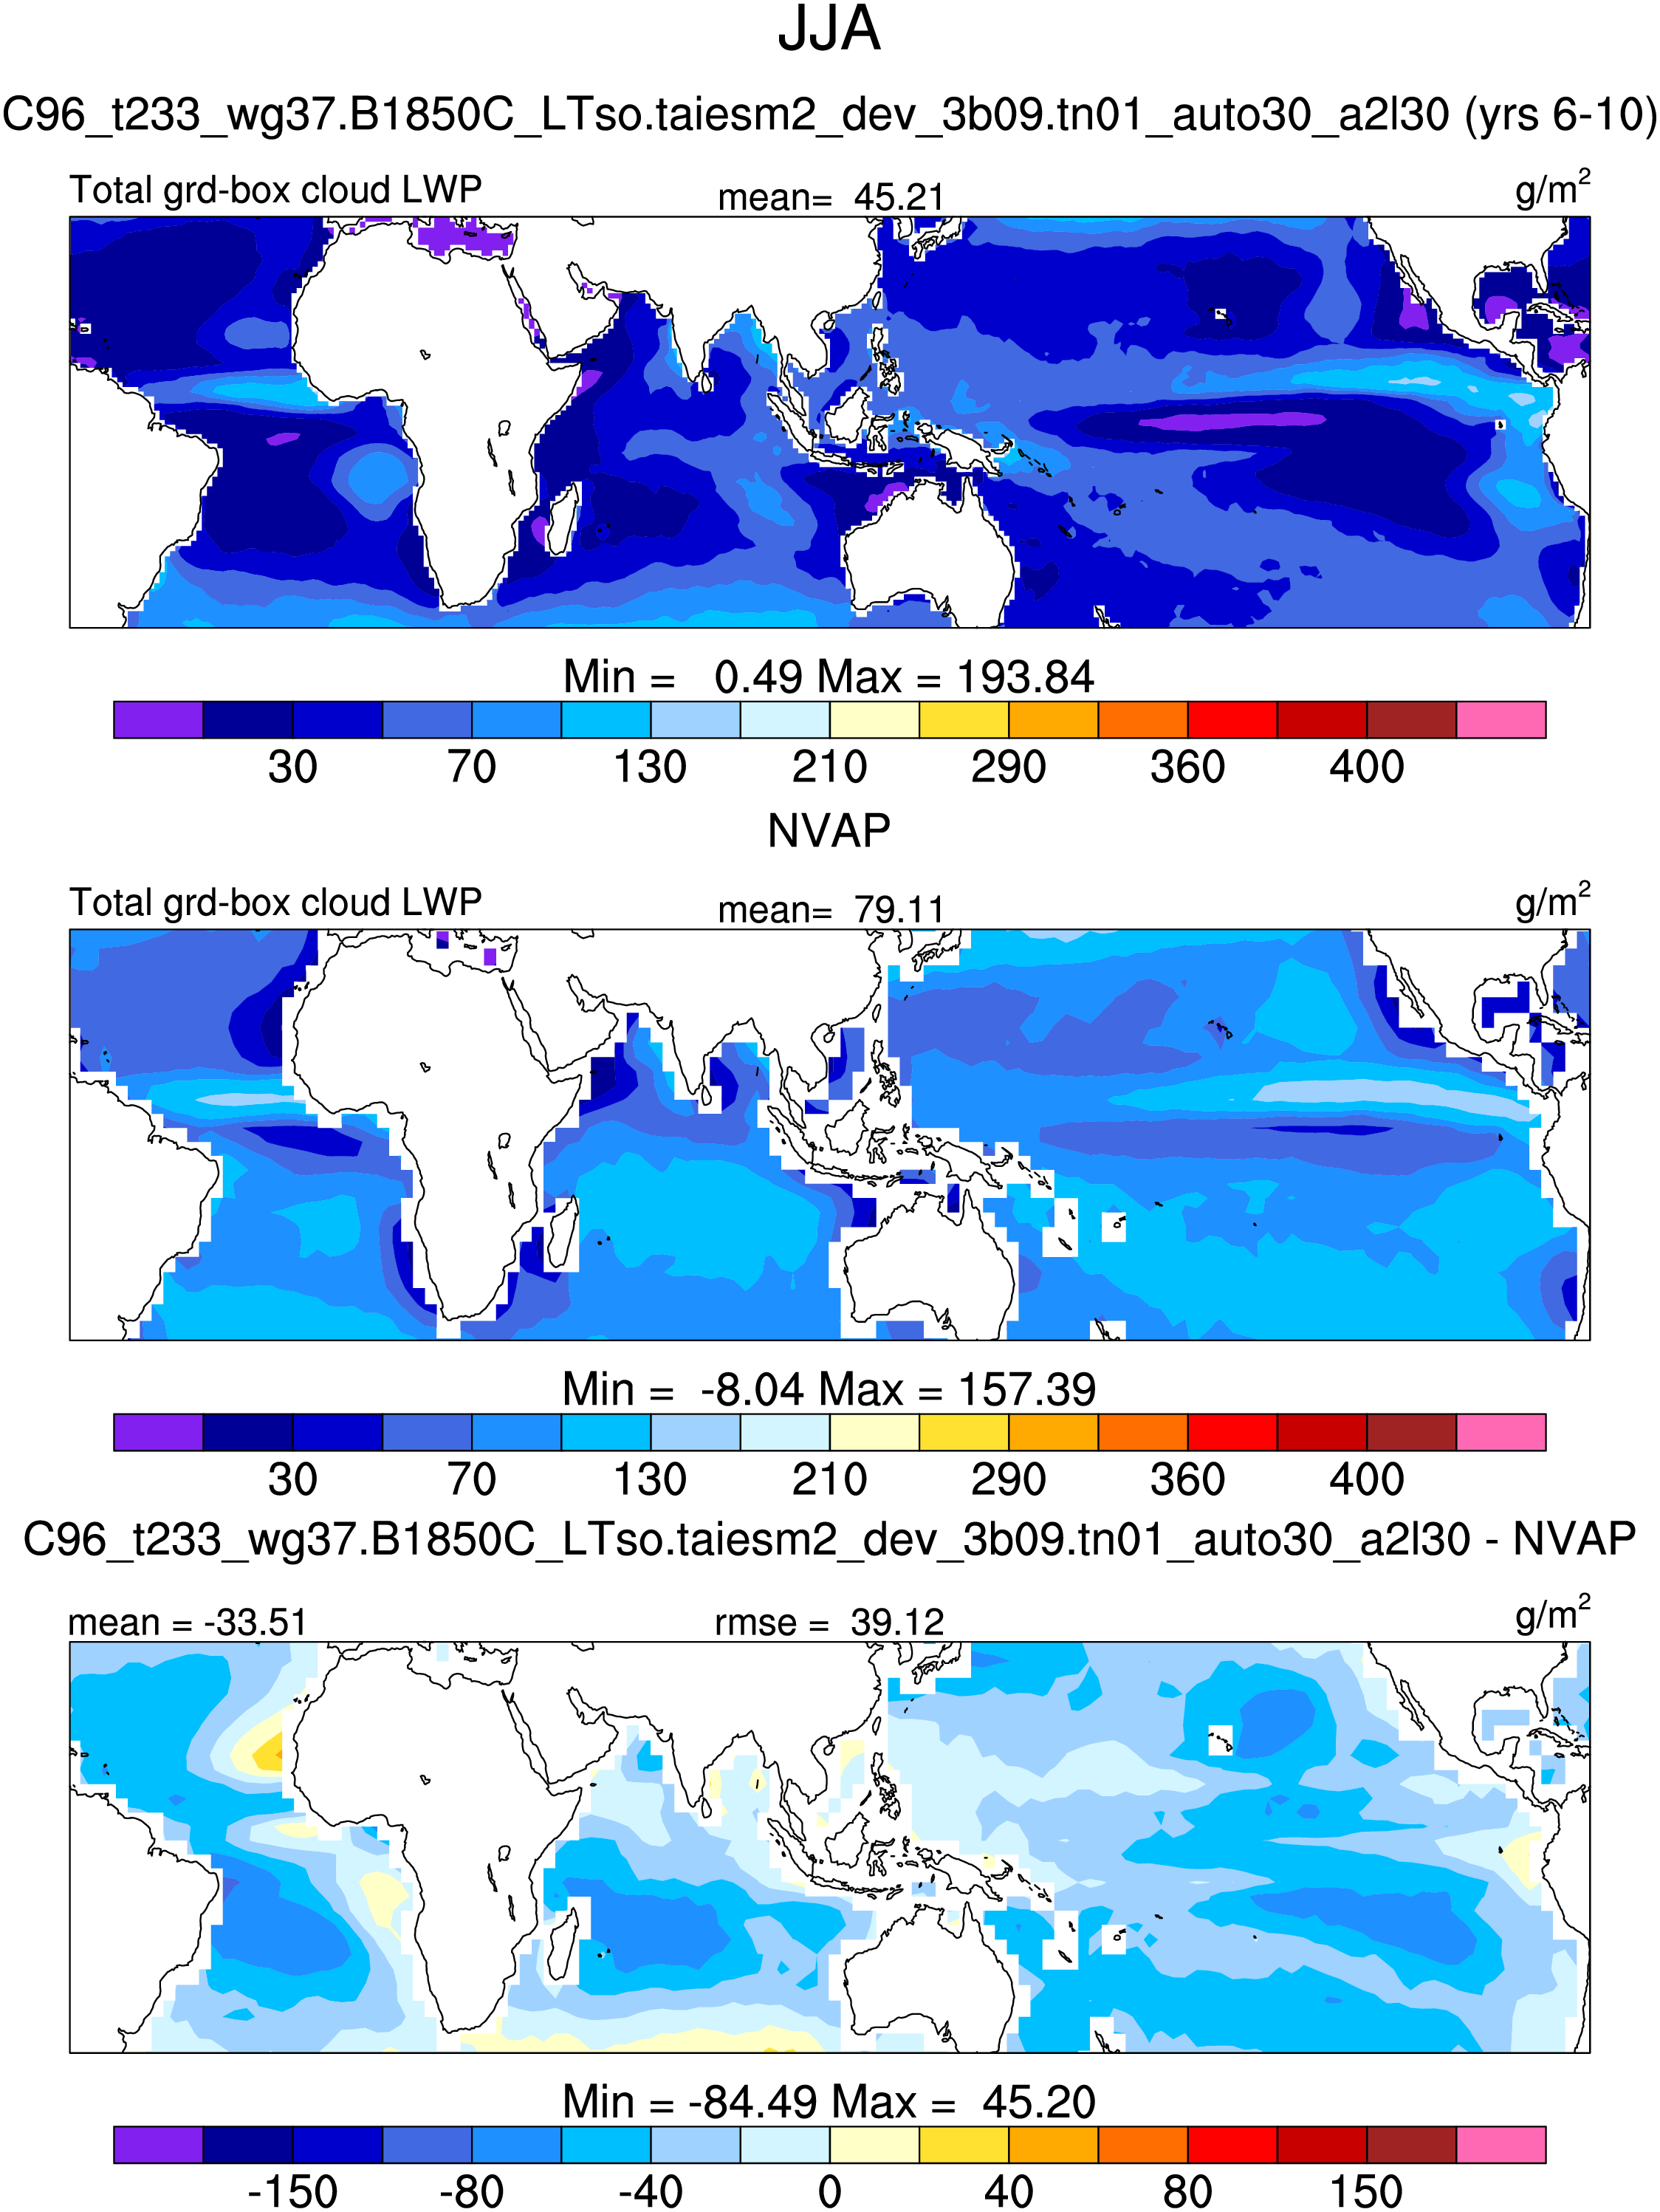 JJA
C96_t233_wg37.B1850C_LTso.taiesm2_dev_3b09.tn01_auto30_a2l30 (yrs 6-10)
Total grd-box cloud LWP mean= 45.21 g/m2
Min = 0.49 Max = 193.84
30 70 130 210 290 360 400
NVAP
Total grd-box cloud LWP mean= 79.11 g/m2
Min = -8.04 Max = 157.39
30 70 130 210 290 360 400
C96_t233_wg37.B1850C_LTso.taiesm2_dev_3b09.tn01_auto30_a2l30 - NVAP
mean = -33.51 rmse = 39.12 g/m2
Min = -84.49 Max = 45.20
-150 -80 -40 0 40 80 150